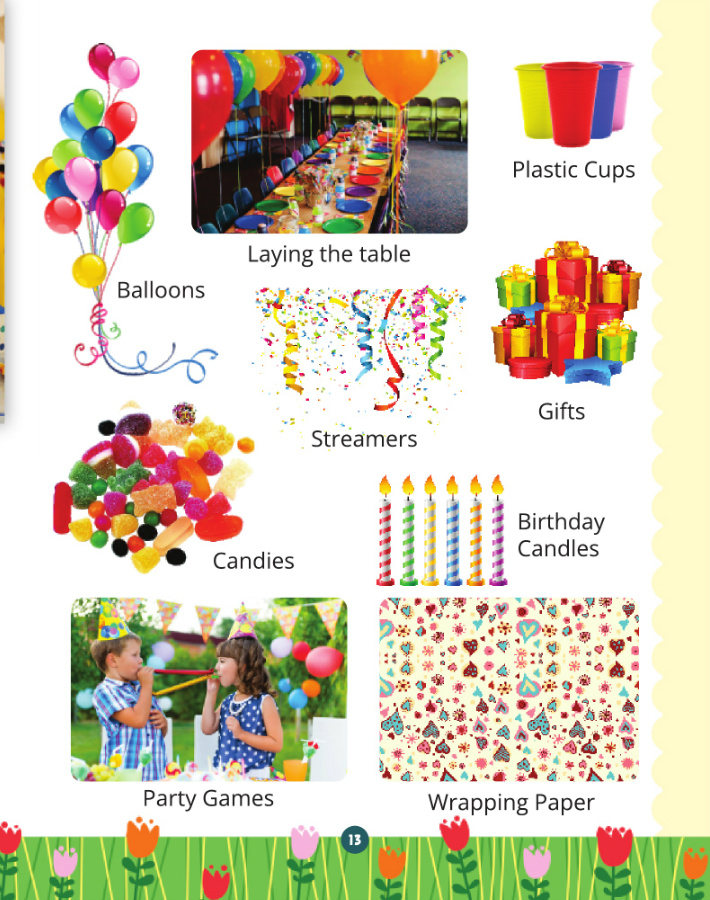 Plastic Cups
Laying the table
Balloons
Gifts
Streamers
Birthday
Candles
Candies
Party Games
Wrapping Paper
13